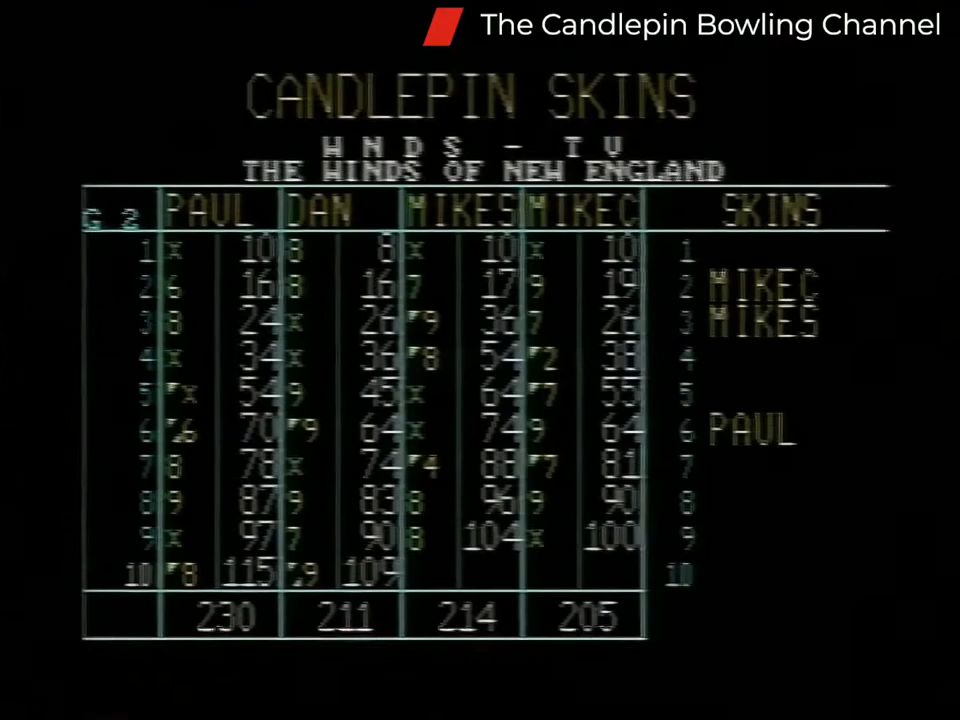 The Candlepin Bowling Channel
CANDLEPIN SKINS
W N D S - T V
THE WINDS OF NEW ENGLAND
G 2 PAUL DAN MIKES MIKEC SKINS
1 x 10 8 8 x 10 x 10 1
2 6 16 8 16 7 17 9 19 2 MIKEC
3 8 24 x 26 9 36 7 26 3 MIKES
4 x 34 x 36 8 54 2 38 4
5 x 54 9 45 x 64 7 55 5
6 6 70 9 64 x 74 9 64 6 PAUL
7 8 78 x 74 4 88 7 81 7
8 9 87 9 83 8 96 9 90 8
9 x 97 7 90 8 104 x 100 9
10 8 115 9 109 10
230 211 214 205